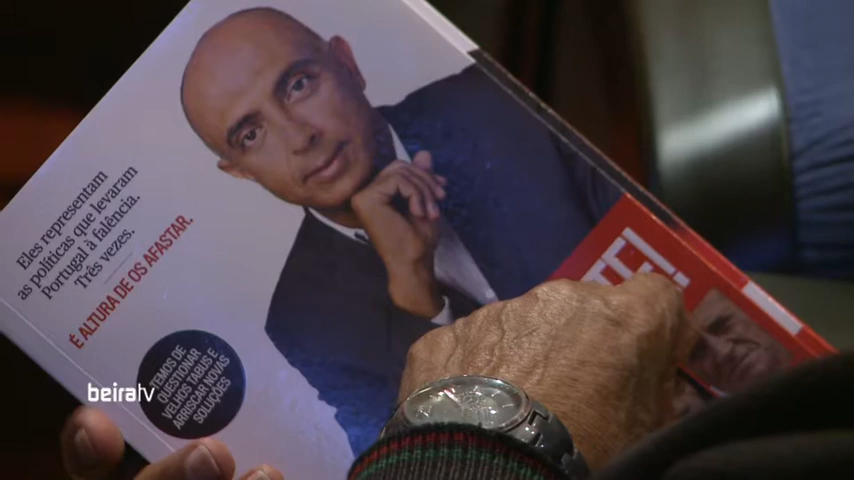 Eles representam
as políticas que levaram
Portugal à falência.
Três vezes.
É ALTURA DE OS AFASTAR.
TEMOS DE
QUESTIONAR
VELHOS TABUS E
ARRISCAR NOVAS
SOLUÇÕES
beiratv